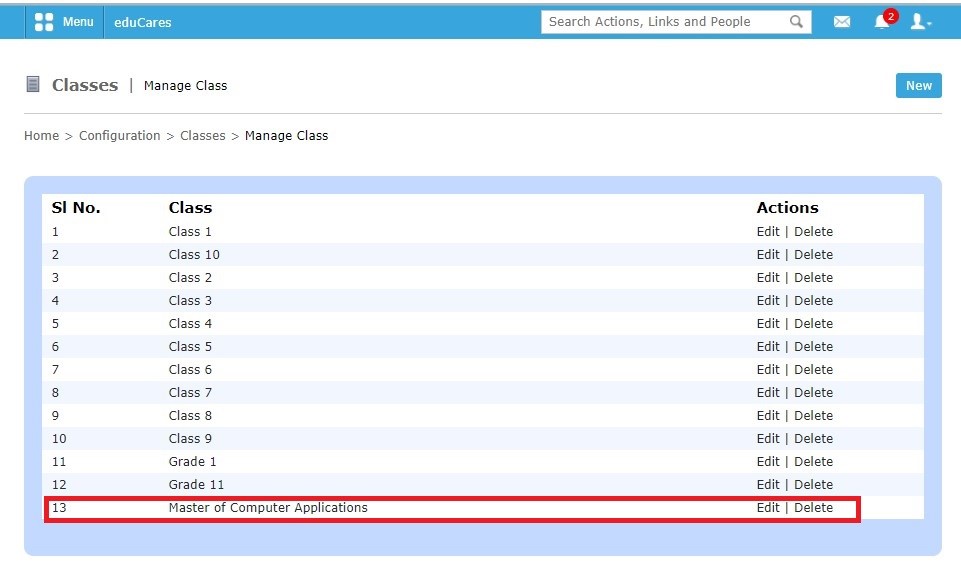 Menu eduCares Search Actions, Links and People 2
Classes | Manage Class New
Home > Configuration > Classes > Manage Class
Sl No. Class Actions
1 Class 1 Edit | Delete
2 Class 10 Edit | Delete
3 Class 2 Edit | Delete
4 Class 3 Edit | Delete
5 Class 4 Edit | Delete
6 Class 5 Edit | Delete
7 Class 6 Edit | Delete
8 Class 7 Edit | Delete
9 Class 8 Edit | Delete
10 Class 9 Edit | Delete
11 Grade 1 Edit | Delete
12 Grade 11 Edit | Delete
13 Master of Computer Applications Edit | Delete